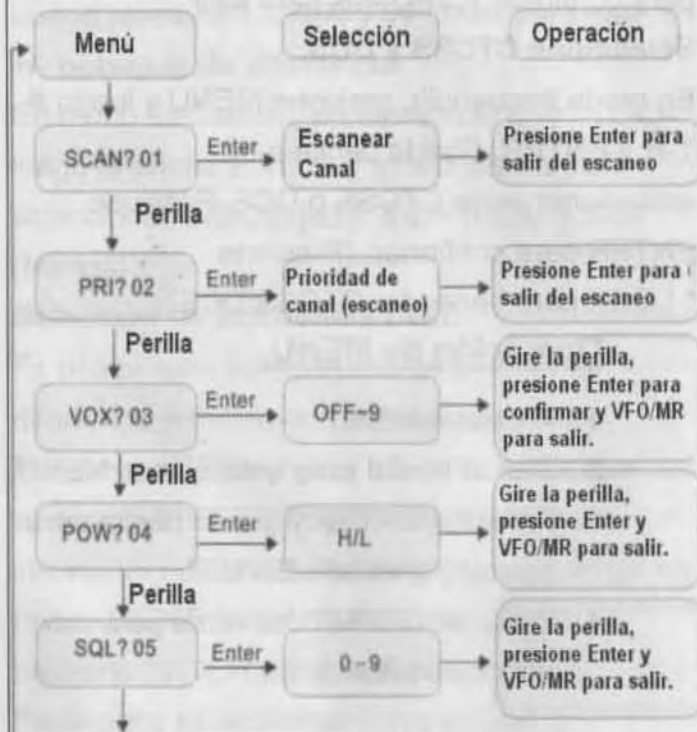 Menú
Selección
Operación
SCAN? 01
Enter
Escanear
Canal
Presione Enter para
salir del escaneo
Perilla
PRI? 02
Enter
Prioridad de
canal (escaneo)
Presione Enter para
salir del escaneo
Perilla
VOX? 03
Enter
OFF~9
Gire la perilla,
presione Enter para
confirmar y VFO/MR
para salir.
Perilla
POW? 04
Enter
H/L
Gire la perilla,
presione Enter y
VFO/MR para salir.
Perilla
SQL? 05
Enter
0~9
Gire la perilla,
presione Enter y
VFO/MR para salir.